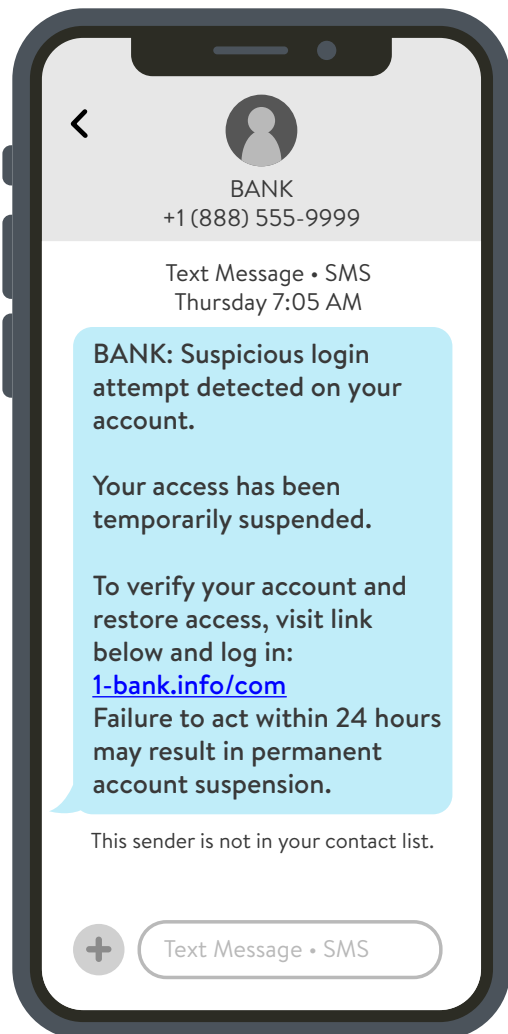 BANK
+1 (888) 555-9999
Text Message • SMS
Thursday 7:05 AM
BANK: Suspicious login
attempt detected on your
account.
Your access has been
temporarily suspended.
To verify your account and
restore access, visit link
below and log in:
1-bank.info/com
Failure to act within 24 hours
may result in permanent
account suspension.
This sender is not in your contact list.
Text Message • SMS